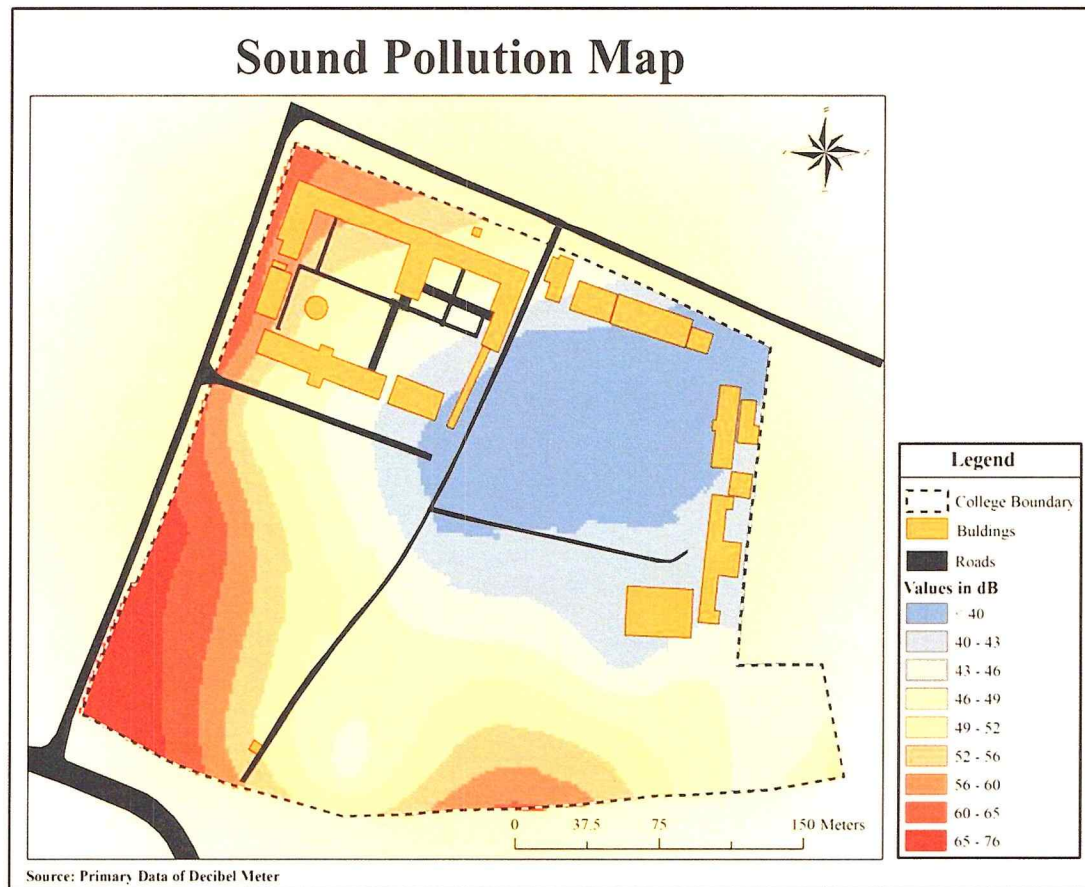 Sound Pollution Map
Legend
College Boundary
Buldings
Roads
Values in dB
< 40
40 - 43
43 - 46
46 - 49
49 - 52
52 - 56
56 - 60
60 - 65
65 - 76
0 37.5 75 150 Meters
Source: Primary Data of Decibel Meter